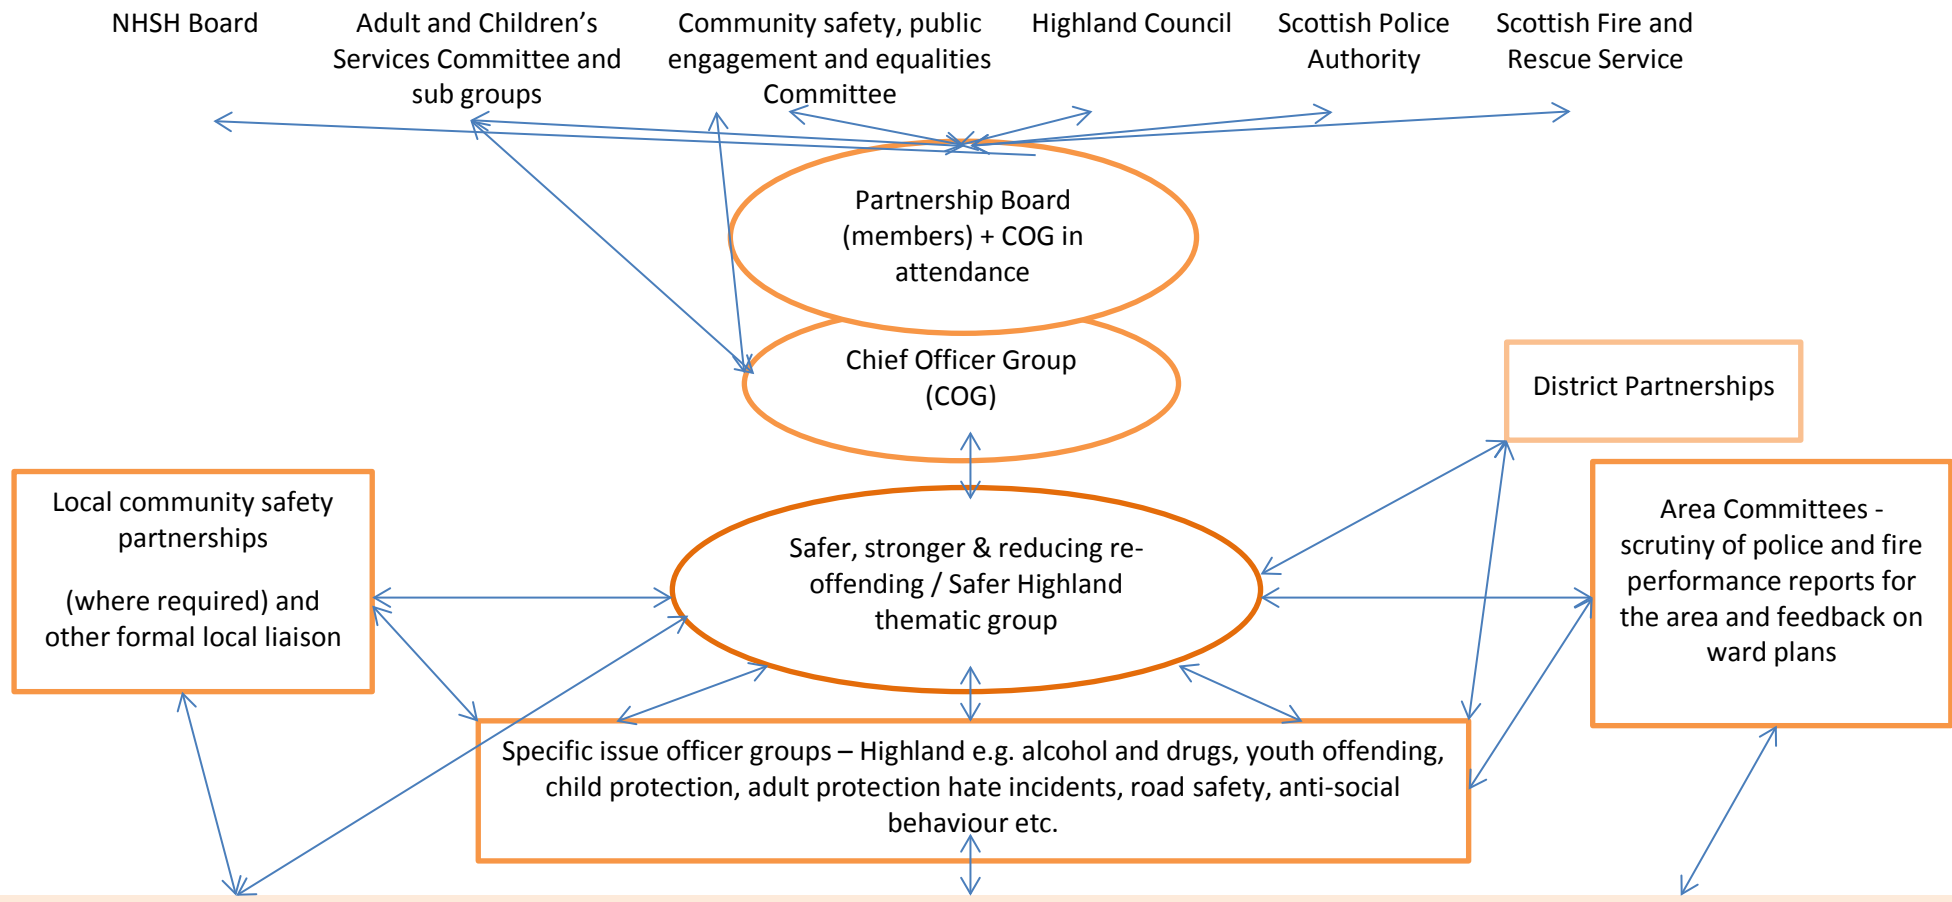 NHSH Board
Adult and Children’s
Services Committee and
sub groups
Community safety, public
engagement and equalities
Committee
Highland Council
Scottish Police
Authority
Scottish Fire and
Rescue Service
Partnership Board
(members) + COG in
attendance
Chief Officer Group
(COG)
District Partnerships
Local community safety
partnerships
(where required) and
other formal local liaison
Safer, stronger & reducing re-
offending / Safer Highland
thematic group
Area Committees -
scrutiny of police and fire
performance reports for
the area and feedback on
ward plans
Specific issue officer groups – Highland e.g. alcohol and drugs, youth offending,
child protection, adult protection hate incidents, road safety, anti-social
behaviour etc.